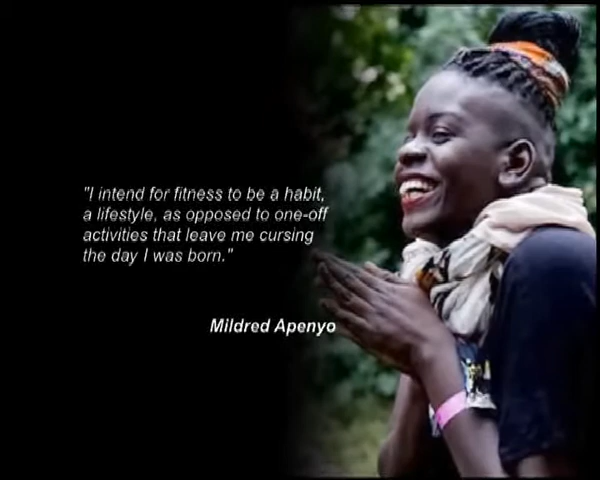 "I intend for fitness to be a habit,
a lifestyle, as opposed to one-off
activities that leave me cursing
the day I was born."
Mildred Apenyo